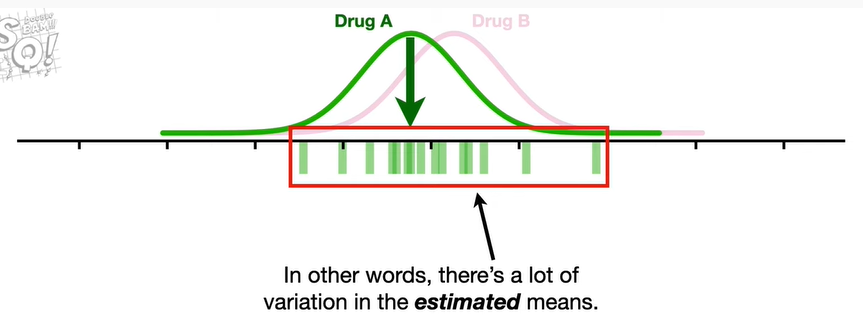 Drug A
Drug B
In other words, there's a lot of
variation in the estimated means.